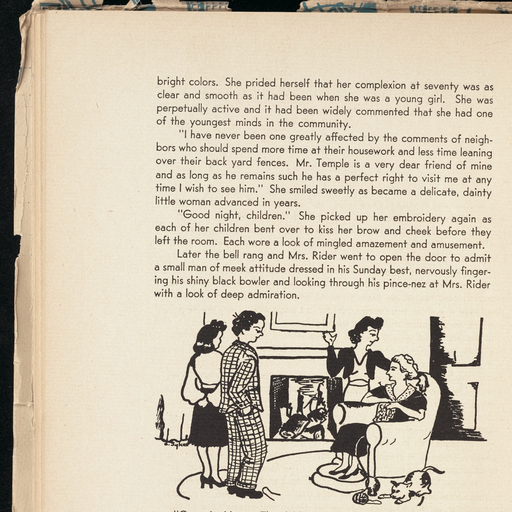 bright colors. She prided herself that her complexion at seventy was as
clear and smooth as it had been when she was a young girl. She was
perpetually active and it had been widely commented that she had one
of the youngest minds in the community.
"I have never been one greatly affected by the comments of neigh-
bors who should spend more time at their housework and less time leaning
over their back yard fences. Mr. Temple is a very dear friend of mine
and as long as he remains such he has a perfect right to visit me at any
time I wish to see him." She smiled sweetly as became a delicate, dainty
little woman advanced in years.
"Good night, children." She picked up her embroidery again as
each of her children bent over to kiss her brow and cheek before they
left the room. Each wore a look of mingled amazement and amusement.
Later the bell rang and Mrs. Rider went to open the door to admit
a small man of meek attitude dressed in his Sunday best, nervously finger-
ing his shiny black bowler and looking through his pince-nez at Mrs. Rider
with a look of deep admiration.